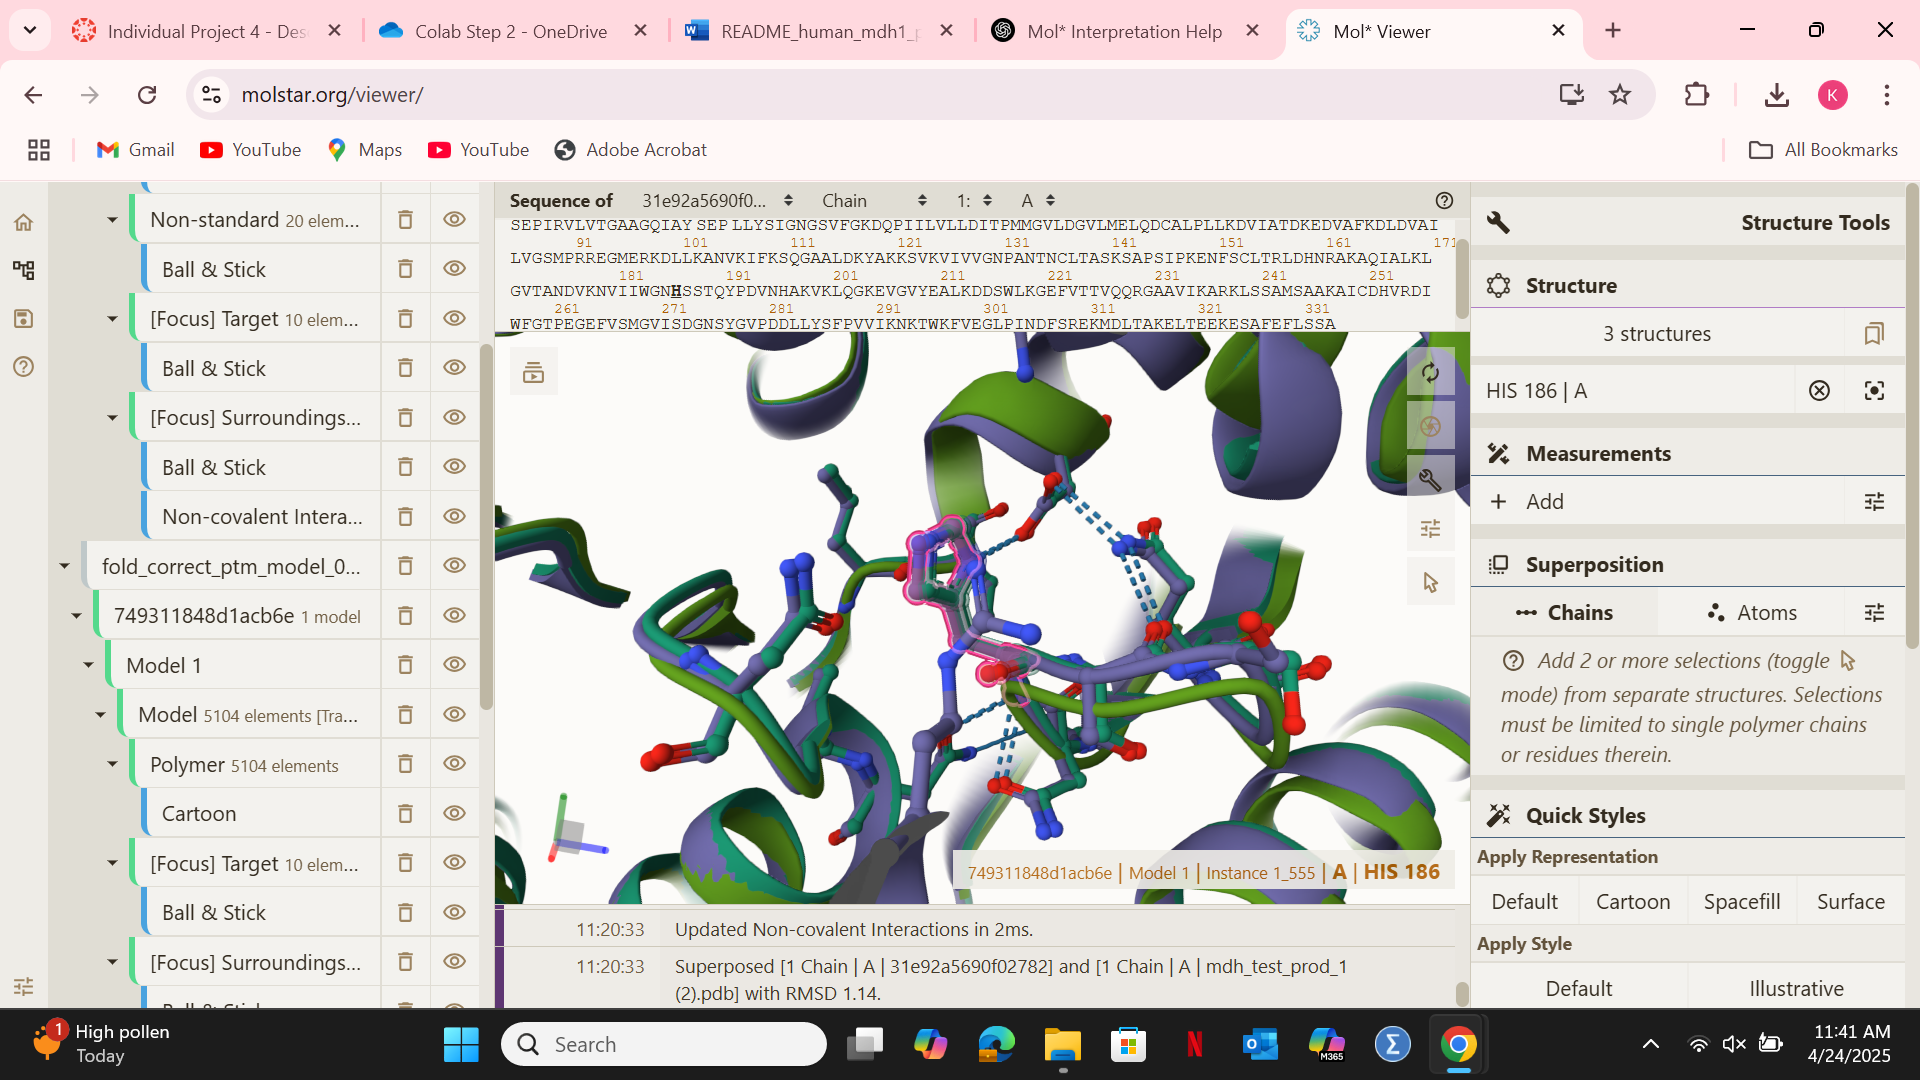 Individual Project 4 - Des
Colab Step 2 - OneDrive
README_human_mdh1_p
Mol* Interpretation Help
Mol* Viewer
molstar.org/viewer/
K
Gmail
YouTube
Maps
YouTube
Adobe Acrobat
All Bookmarks
Non-standard 20 elem...
Ball & Stick
[Focus] Target 10 elem...
Ball & Stick
[Focus] Surroundings...
Ball & Stick
Non-covalent Intera...
fold_correct_ptm_model_0...
749311848d1acb6e 1 model
Model 1
Model 5104 elements [Tra...
Polymer 5104 elements
Cartoon
[Focus] Target 10 elem...
Ball & Stick
[Focus] Surroundings...
Ball & Stick
Sequence of 31e92a5690f0... Chain 1: A
SEPIRVLVTGAAGQIAY SEP LLYSIGNGSVFGKDQPIILVLLDITPMMGVLDGVLMELQDCALPLLKDVIATDKEDVAFKDLDVAI
91 101 111 121 131 141 151 161 171
LVGSMPRREGMERKDLLKANVKIFKSQGAALDKYAKKSVKVIVVGNPANTNCLTASKSAPSIPKENFSCLTRLDHNRAKAQIALKL
181 191 201 211 221 231 241 251
GVTANDVKNVIIWGNHSSTQYPDVNHAKVKLQGKEVGVYEALKDDSWLKGEFVTTVQQRGAAVIKARKLSSAMSAAKAICDHVRDI
261 271 281 291 301 311 321 331
WFGTPEGEFVSMGVISDGNSYGVPDDLLYSFPVVIKNKTWKFVEGLPINDFSREKMDLTAKELTEEKESAFEFLSSA
749311848d1acb6e | Model 1 | Instance 1_555 | A | HIS 186
11:20:33 Updated Non-covalent Interactions in 2ms.
11:20:33 Superposed [1 Chain | A | 31e92a5690f02782] and [1 Chain | A | mdh_test_prod_1
(2).pdb] with RMSD 1.14.
Structure Tools
Structure
3 structures
HIS 186 | A
Measurements
Add
Superposition
Chains
Atoms
Add 2 or more selections (toggle
mode) from separate structures. Selections
must be limited to single polymer chains
or residues therein.
Quick Styles
Apply Representation
Default
Cartoon
Spacefill
Surface
Apply Style
Default
Illustrative
1
High pollen
Today
Search
M365
11:41 AM
4/24/2025